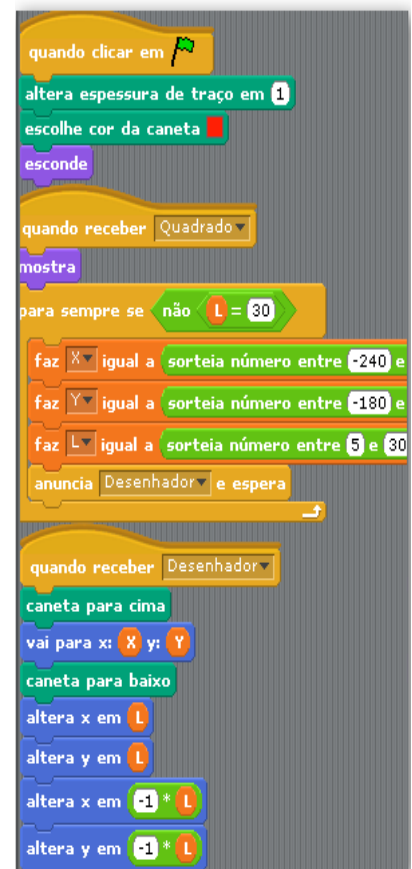 quando clicar em
altera espessura de traço em 1
escolhe cor da caneta
esconde
quando receber Quadrado
mostra
para sempre se não L = 30
faz X igual a sorteia número entre -240 e
faz Y igual a sorteia número entre -180 e
faz L igual a sorteia número entre 5 e 30
anuncia Desenhador e espera
quando receber Desenhador
caneta para cima
vai para x: X y: Y
caneta para baixo
altera x em L
altera y em L
altera x em -1 * L
altera y em -1 * L